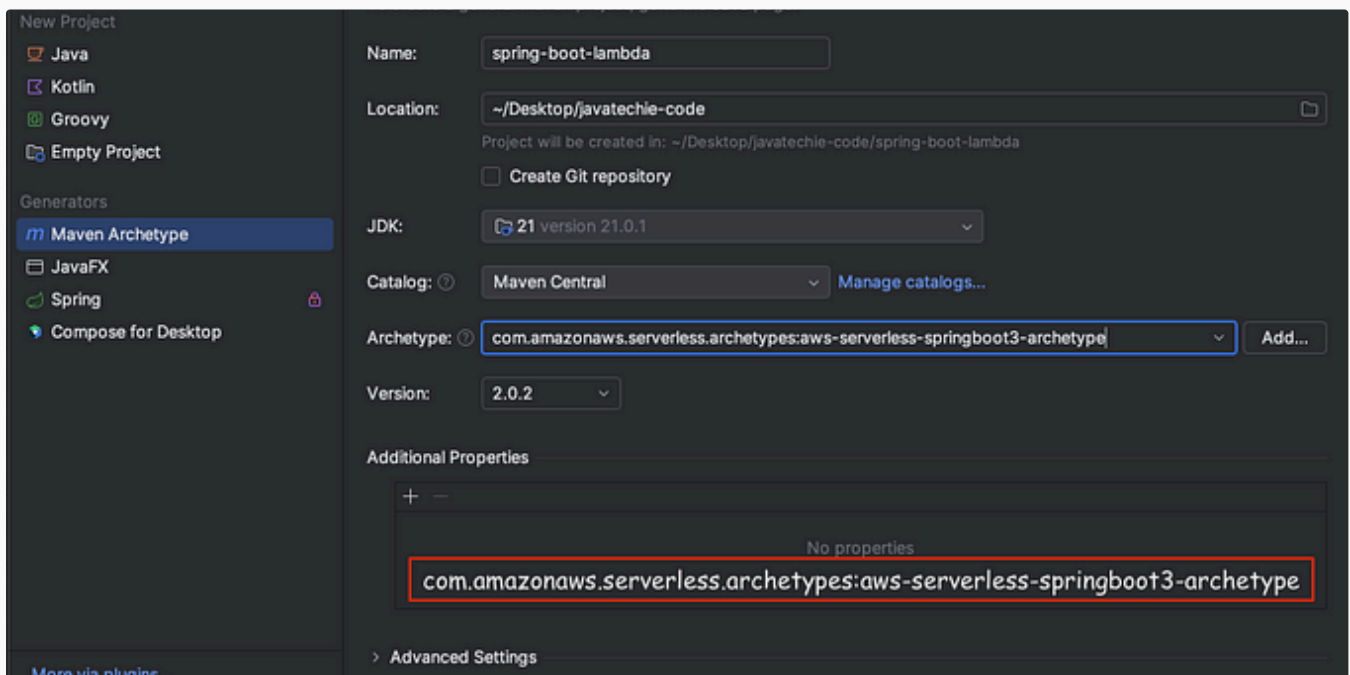 New Project
Java
Kotlin
Groovy
Empty Project
Generators
Maven Archetype
JavaFX
Spring
Compose for Desktop
More via plugins
Name: spring-boot-lambda
Location: ~/Desktop/javatechie-code
Project will be created in: ~/Desktop/javatechie-code/spring-boot-lambda
Create Git repository
JDK: 21 version 21.0.1
Catalog: Maven Central Manage catalogs...
Archetype: com.amazonaws.serverless.archetypes:aws-serverless-springboot3-archetype Add...
Version: 2.0.2
Additional Properties
No properties
com.amazonaws.serverless.archetypes:aws-serverless-springboot3-archetype
Advanced Settings